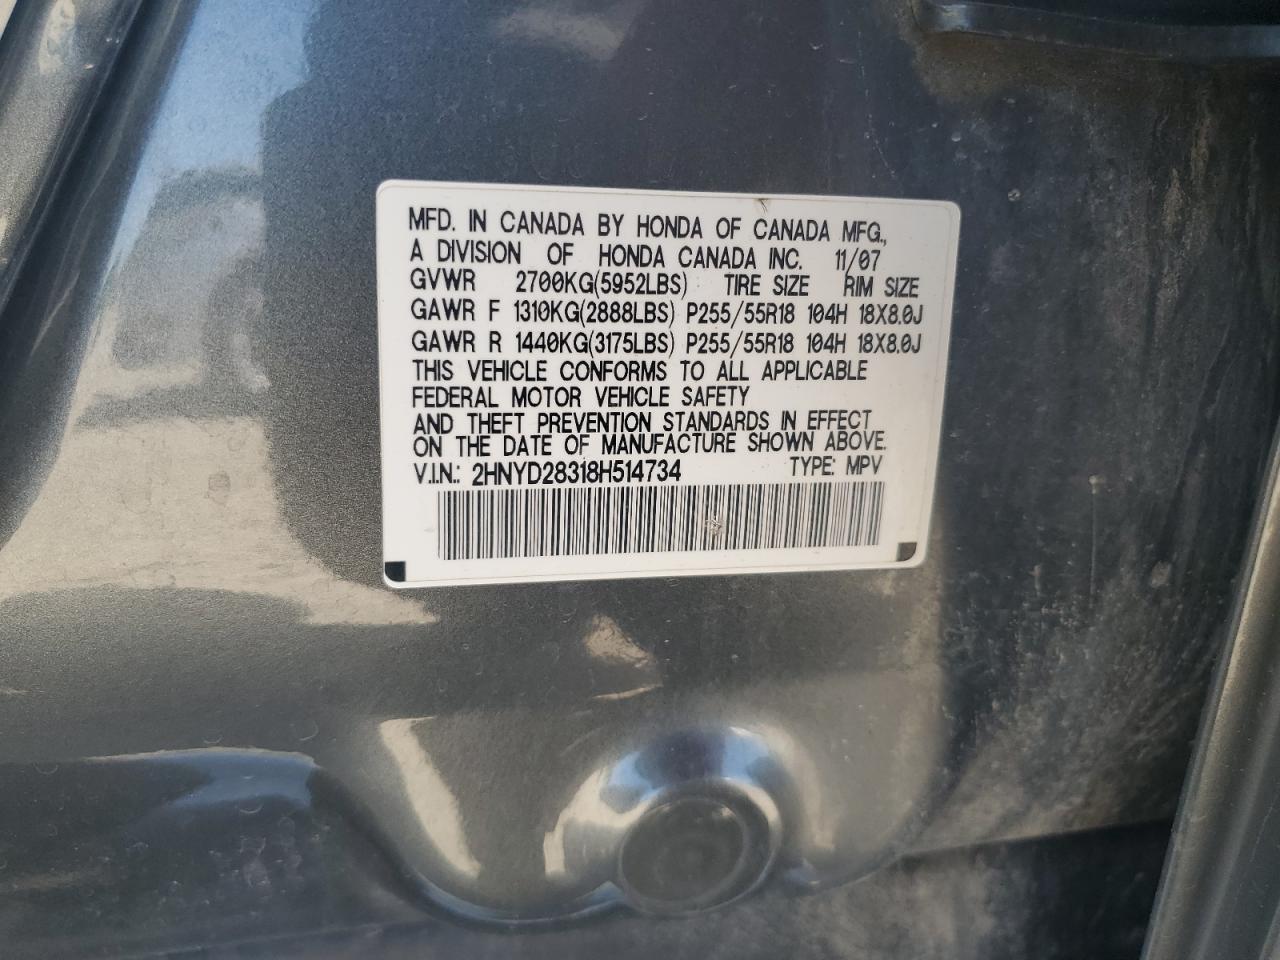 MFD. IN CANADA BY HONDA OF CANADA MFG.,
A DIVISION OF HONDA CANADA INC. 11/07
GVWR 2700KG(5952LBS) TIRE SIZE RIM SIZE
GAWR F 1310KG(2888LBS) P255/55R18 104H 18X8.0J
GAWR R 1440KG(3175LBS) P255/55R18 104H 18X8.0J
THIS VEHICLE CONFORMS TO ALL APPLICABLE
FEDERAL MOTOR VEHICLE SAFETY
AND THEFT PREVENTION STANDARDS IN EFFECT
ON THE DATE OF MANUFACTURE SHOWN ABOVE.
V.I.N.: 2HNYD28318H514734 TYPE: MPV